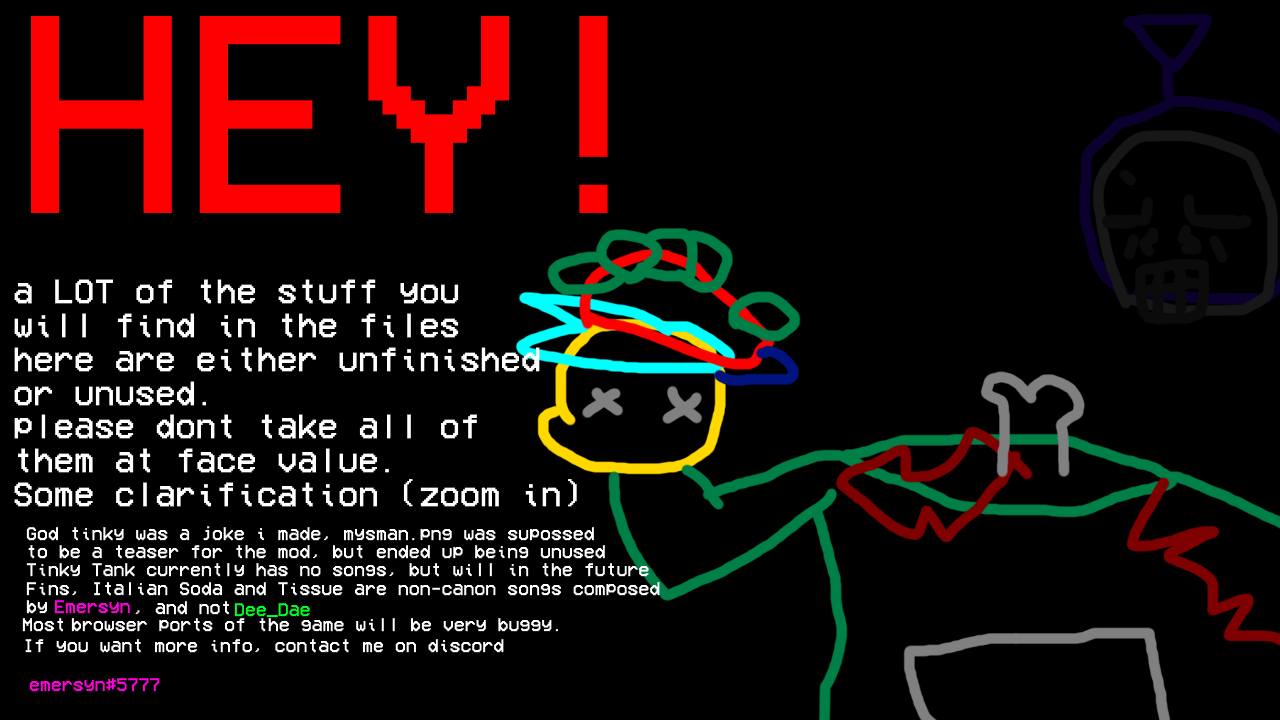 HEY!
a LOT of the stuff you
will find in the files
here are either unfinished
or unused.
please dont take all of
them at face value.
Some clarification (zoom in)
God tinky was a joke i made, mysman.png was supossed
to be a teaser for the mod, but ended up being unused
Tinky Tank currently has no songs, but will in the future
Fins, Italian Soda and Tissue are non-canon songs composed
by Emersyn, and not Dee_Dae
Most browser ports of the game will be very buggy.
If you want more info, contact me on discord
emersyn#5777